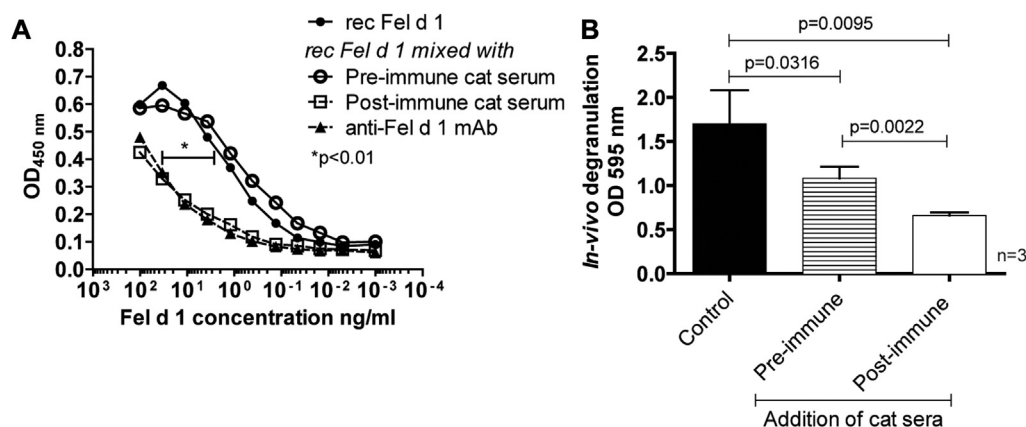 A
rec Fel d 1
rec Fel d 1 mixed with
Pre-immune cat serum
Post-immune cat serum
anti-Fel d 1 mAb
*p<0.01
*
OD450 nm
0.8
0.7
0.6
0.5
0.4
0.3
0.2
0.1
0.0
10³ 10² 10¹ 10⁰ 10⁻¹ 10⁻² 10⁻³ 10⁻⁴
Fel d 1 concentration ng/ml
B
p=0.0095
p=0.0316
p=0.0022
In-vivo degranulation
OD 595 nm
2.5
2.0
1.5
1.0
0.5
0.0
n=3
Control
Pre-immune
Post-immune
Addition of cat sera